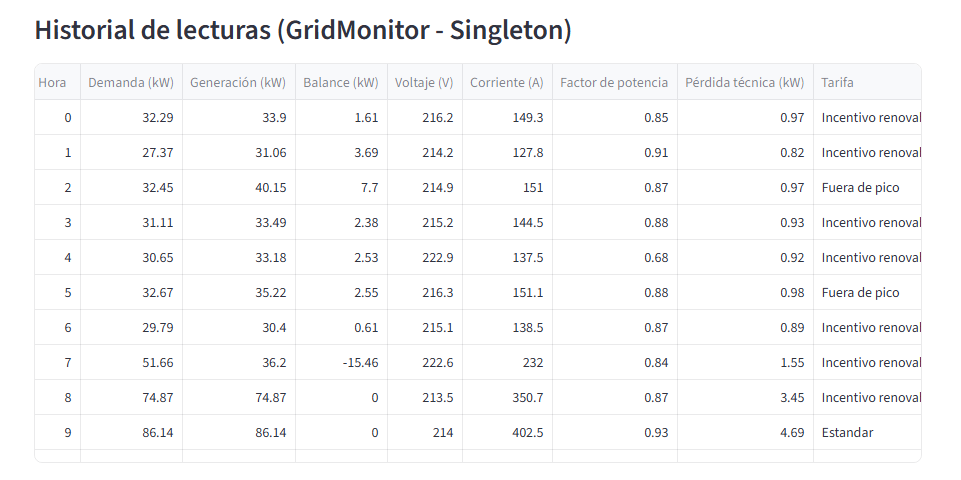 Historial de lecturas (GridMonitor - Singleton)
Hora Demanda (kW) Generación (kW) Balance (kW) Voltaje (V) Corriente (A) Factor de potencia Pérdida técnica (kW) Tarifa
0 32.29 33.9 1.61 216.2 149.3 0.85 0.97 Incentivo renoval
1 27.37 31.06 3.69 214.2 127.8 0.91 0.82 Incentivo renoval
2 32.45 40.15 7.7 214.9 151 0.87 0.97 Fuera de pico
3 31.11 33.49 2.38 215.2 144.5 0.88 0.93 Incentivo renoval
4 30.65 33.18 2.53 222.9 137.5 0.68 0.92 Incentivo renoval
5 32.67 35.22 2.55 216.3 151.1 0.88 0.98 Fuera de pico
6 29.79 30.4 0.61 215.1 138.5 0.87 0.89 Incentivo renoval
7 51.66 36.2 -15.46 222.6 232 0.84 1.55 Incentivo renoval
8 74.87 74.87 0 213.5 350.7 0.87 3.45 Incentivo renoval
9 86.14 86.14 0 214 402.5 0.93 4.69 Estandar